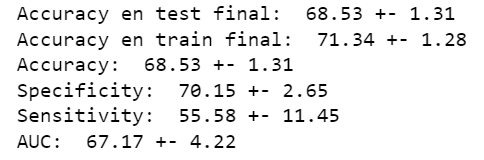 Accuracy en test final:  68.53 +- 1.31
Accuracy en train final:  71.34 +- 1.28
Accuracy:  68.53 +- 1.31
Specificity:  70.15 +- 2.65
Sensitivity:  55.58 +- 11.45
AUC:  67.17 +- 4.22